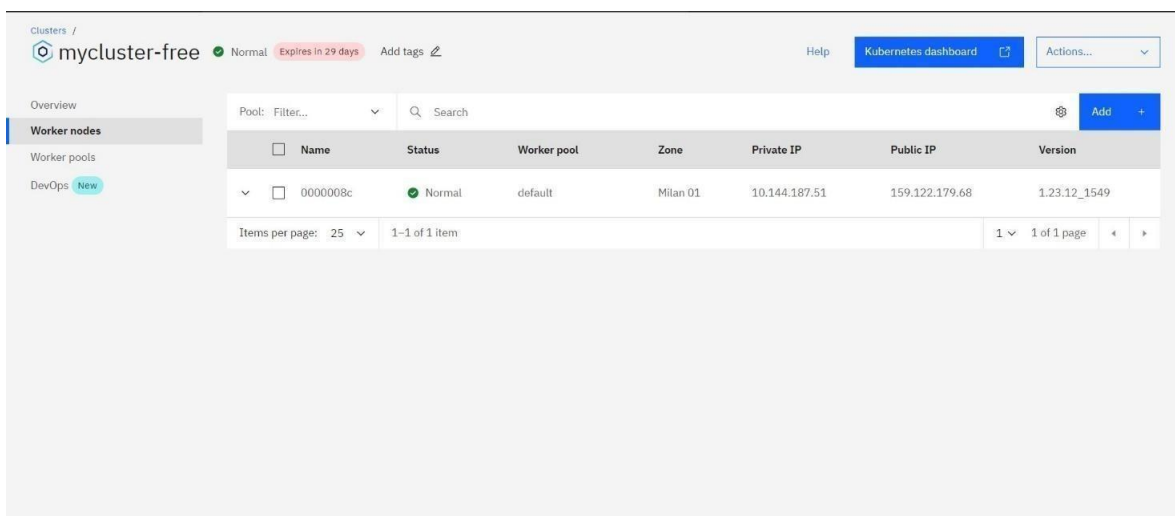 Clusters /
mycluster-free Normal Expires in 29 days Add tags Help Kubernetes dashboard Actions...
Overview
Worker nodes
Worker pools
DevOps New
Pool: Filter... Search Add +
Name Status Worker pool Zone Private IP Public IP Version
0000008c Normal default Milan 01 10.144.187.51 159.122.179.68 1.23.12_1549
Items per page: 25 1–1 of 1 item 1 1 of 1 page